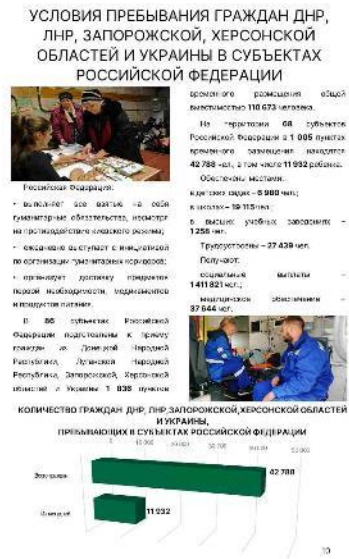 УСЛОВИЯ ПРЕБЫВАНИЯ ГРАЖДАН ДНР,
ЛНР, ЗАПОРОЖСКОЙ, ХЕРСОНСКОЙ
ОБЛАСТЕЙ И УКРАИНЫ В СУБЪЕКТАХ
РОССИЙСКОЙ ФЕДЕРАЦИИ
Российская Федерация:
• выполняет все взятые на себя
гуманитарные обязательства, несмотря
на противодействие киевского режима;
• ежедневно выступает с инициативой
по организации гуманитарных коридоров;
• организует доставку предметов
первой необходимости, медикаментов
и продуктов питания.
В 86 субъектах Российской
Федерации подготовлены к приему
граждан из Донецкой Народной
Республики, Луганской Народной
Республики, Запорожской, Херсонской
областей и Украины 1 836 пунктов
временного размещения общей
вместимостью 110 673 человека.
На территории 68 субъектов
Российской Федерации в 1 005 пунктах
временного размещения находятся
42 788 чел., в том числе 11 932 ребенка.
Обеспечены местами:
в детских садах – 6 980 чел.;
в школах – 19 115 чел.;
в высших учебных заведениях –
1 256 чел.
Трудоустроены – 27 439 чел.
Получают:
социальные выплаты –
1 411 821 чел.;
медицинское обеспечение –
37 644 чел.
КОЛИЧЕСТВО ГРАЖДАН ДНР, ЛНР, ЗАПОРОЖСКОЙ, ХЕРСОНСКОЙ ОБЛАСТЕЙ
И УКРАИНЫ,
ПРЕБЫВАЮЩИХ В СУБЪЕКТАХ РОССИЙСКОЙ ФЕДЕРАЦИИ
0 10 000 20 000 30 000 40 000 50 000
42 788
11 932
10